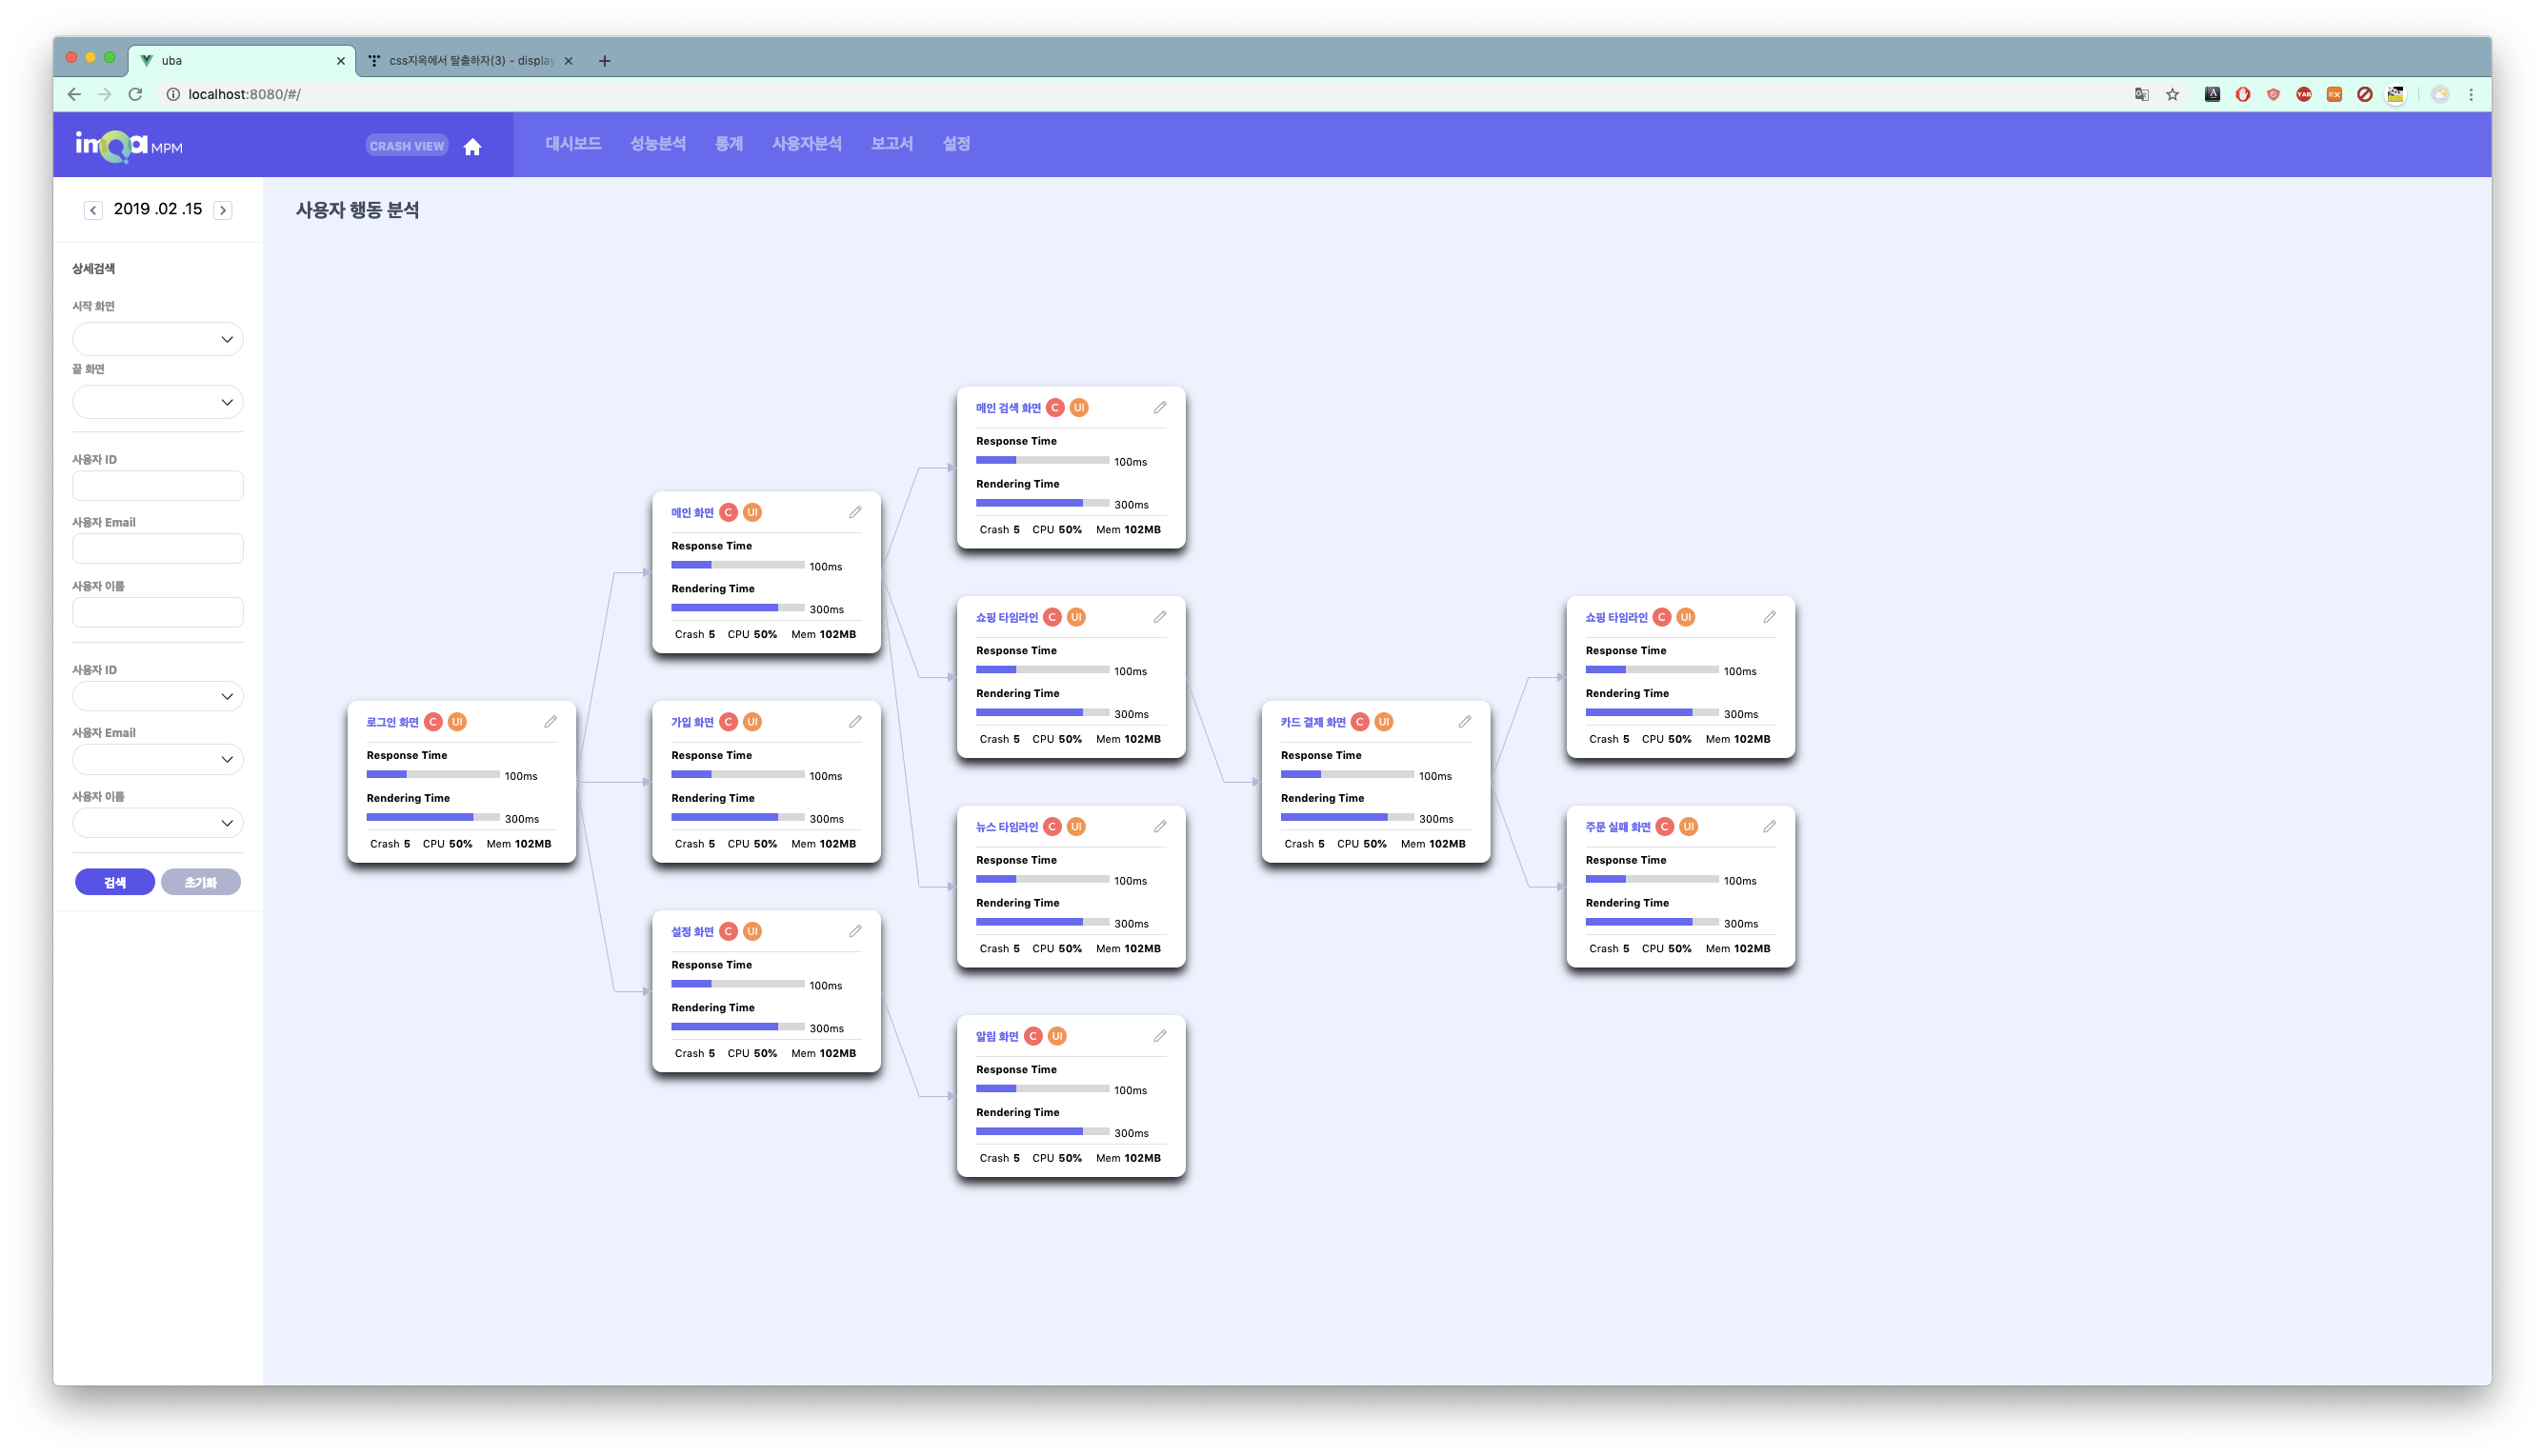 uba
css지옥에서 탈출하자(3) - display
localhost:8080/#/
imQa MPM
CRASH VIEW
대시보드 성능분석 통계 사용자분석 보고서 설정
2019 .02 .15
상세검색
시작 화면
끝 화면
사용자 ID
사용자 Email
사용자 이름
사용자 ID
사용자 Email
사용자 이름
검색 초기화
사용자 행동 분석
로그인 화면 C UI
Response Time
100ms
Rendering Time
300ms
Crash 5 CPU 50% Mem 102MB
메인 화면 C UI
Response Time
100ms
Rendering Time
300ms
Crash 5 CPU 50% Mem 102MB
가입 화면 C UI
Response Time
100ms
Rendering Time
300ms
Crash 5 CPU 50% Mem 102MB
설정 화면 C UI
Response Time
100ms
Rendering Time
300ms
Crash 5 CPU 50% Mem 102MB
메인 검색 화면 C UI
Response Time
100ms
Rendering Time
300ms
Crash 5 CPU 50% Mem 102MB
쇼핑 타임라인 C UI
Response Time
100ms
Rendering Time
300ms
Crash 5 CPU 50% Mem 102MB
뉴스 타임라인 C UI
Response Time
100ms
Rendering Time
300ms
Crash 5 CPU 50% Mem 102MB
알림 화면 C UI
Response Time
100ms
Rendering Time
300ms
Crash 5 CPU 50% Mem 102MB
카드 결제 화면 C UI
Response Time
100ms
Rendering Time
300ms
Crash 5 CPU 50% Mem 102MB
쇼핑 타임라인 C UI
Response Time
100ms
Rendering Time
300ms
Crash 5 CPU 50% Mem 102MB
주문 실패 화면 C UI
Response Time
100ms
Rendering Time
300ms
Crash 5 CPU 50% Mem 102MB